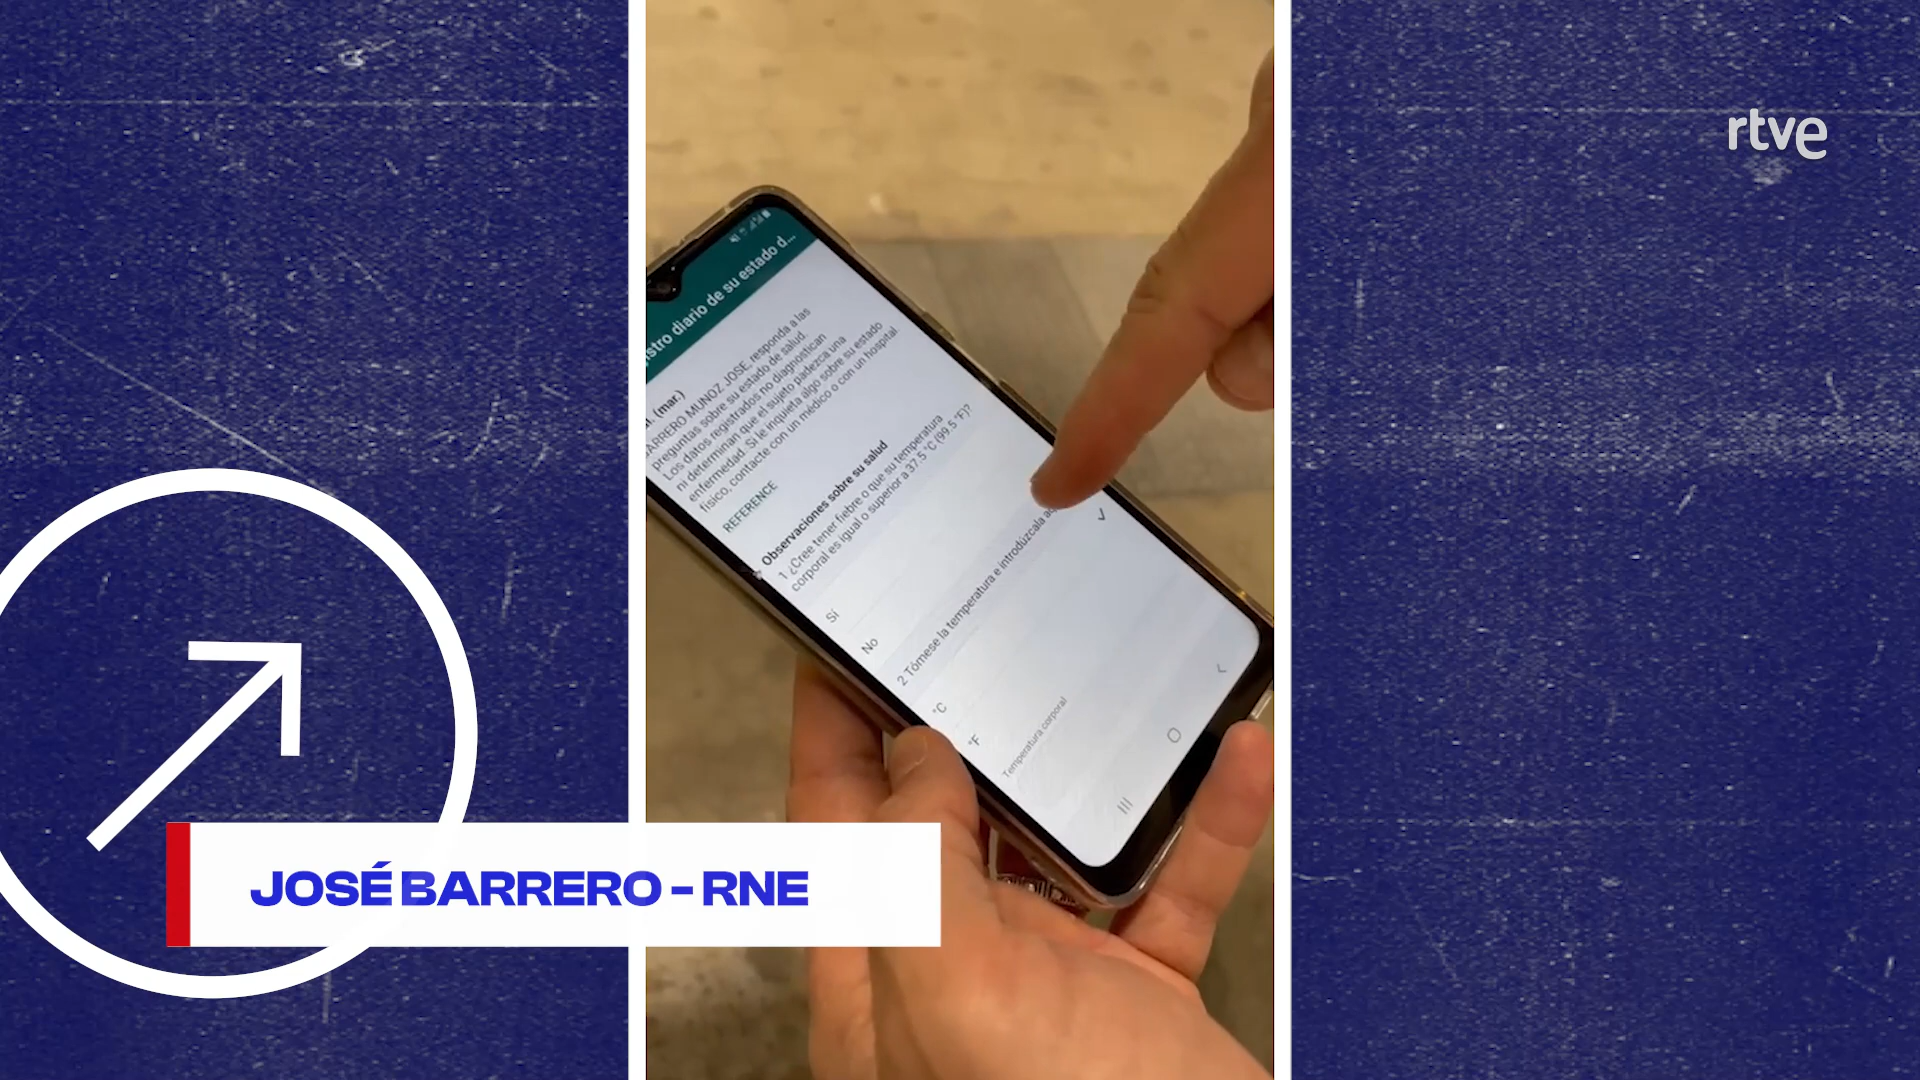 rtve
stro diario de su estado d...
(mar.)
BARRERO MUÑOZ JOSE, responda a las
preguntas sobre su estado de salud.
Los datos registrados no diagnostican
ni determinan que el sujeto padezca una
enfermedad. Si le inquieta algo sobre su estado
físico, contacte con un médico o con un hospital.
REFERENCE
Observaciones sobre su salud
1 ¿Cree tener fiebre o que su temperatura
corporal es igual o superior a 37.5 °C (99.5 °F)?
Sí
No
2 Tómese la temperatura e introdúzcala
°C
°F
Temperatura corporal
JOSÉ BARRERO - RNE